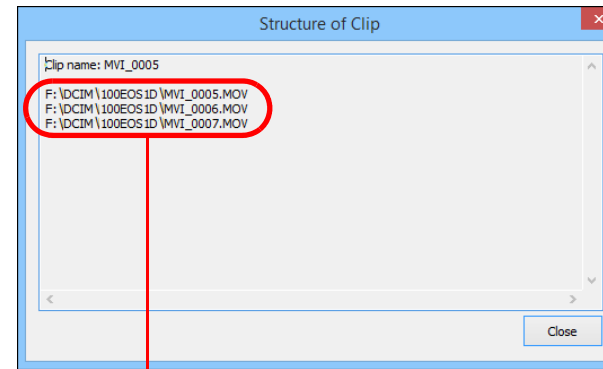 Structure of Clip
Clip name: MVI_0005
F:\DCIM\100EOS1D\MVI_0005.MOV
F:\DCIM\100EOS1D\MVI_0006.MOV
F:\DCIM\100EOS1D\MVI_0007.MOV
Close